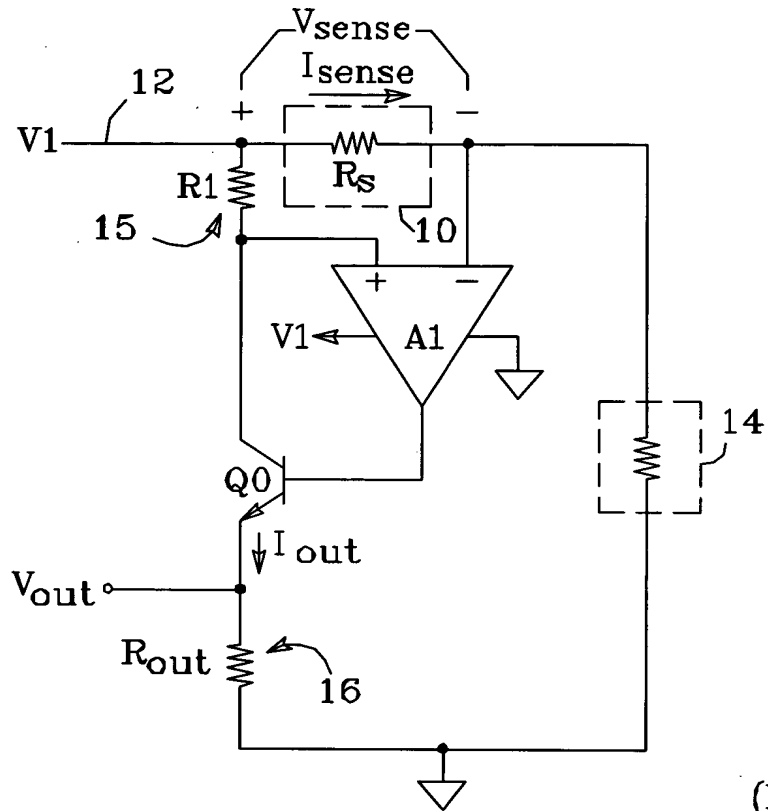 Vsense
Isense
12
+
−
V1
R1
Rs
15
10
+
−
V1
A1
14
Q0
Iout
Vout
Rout
16
(